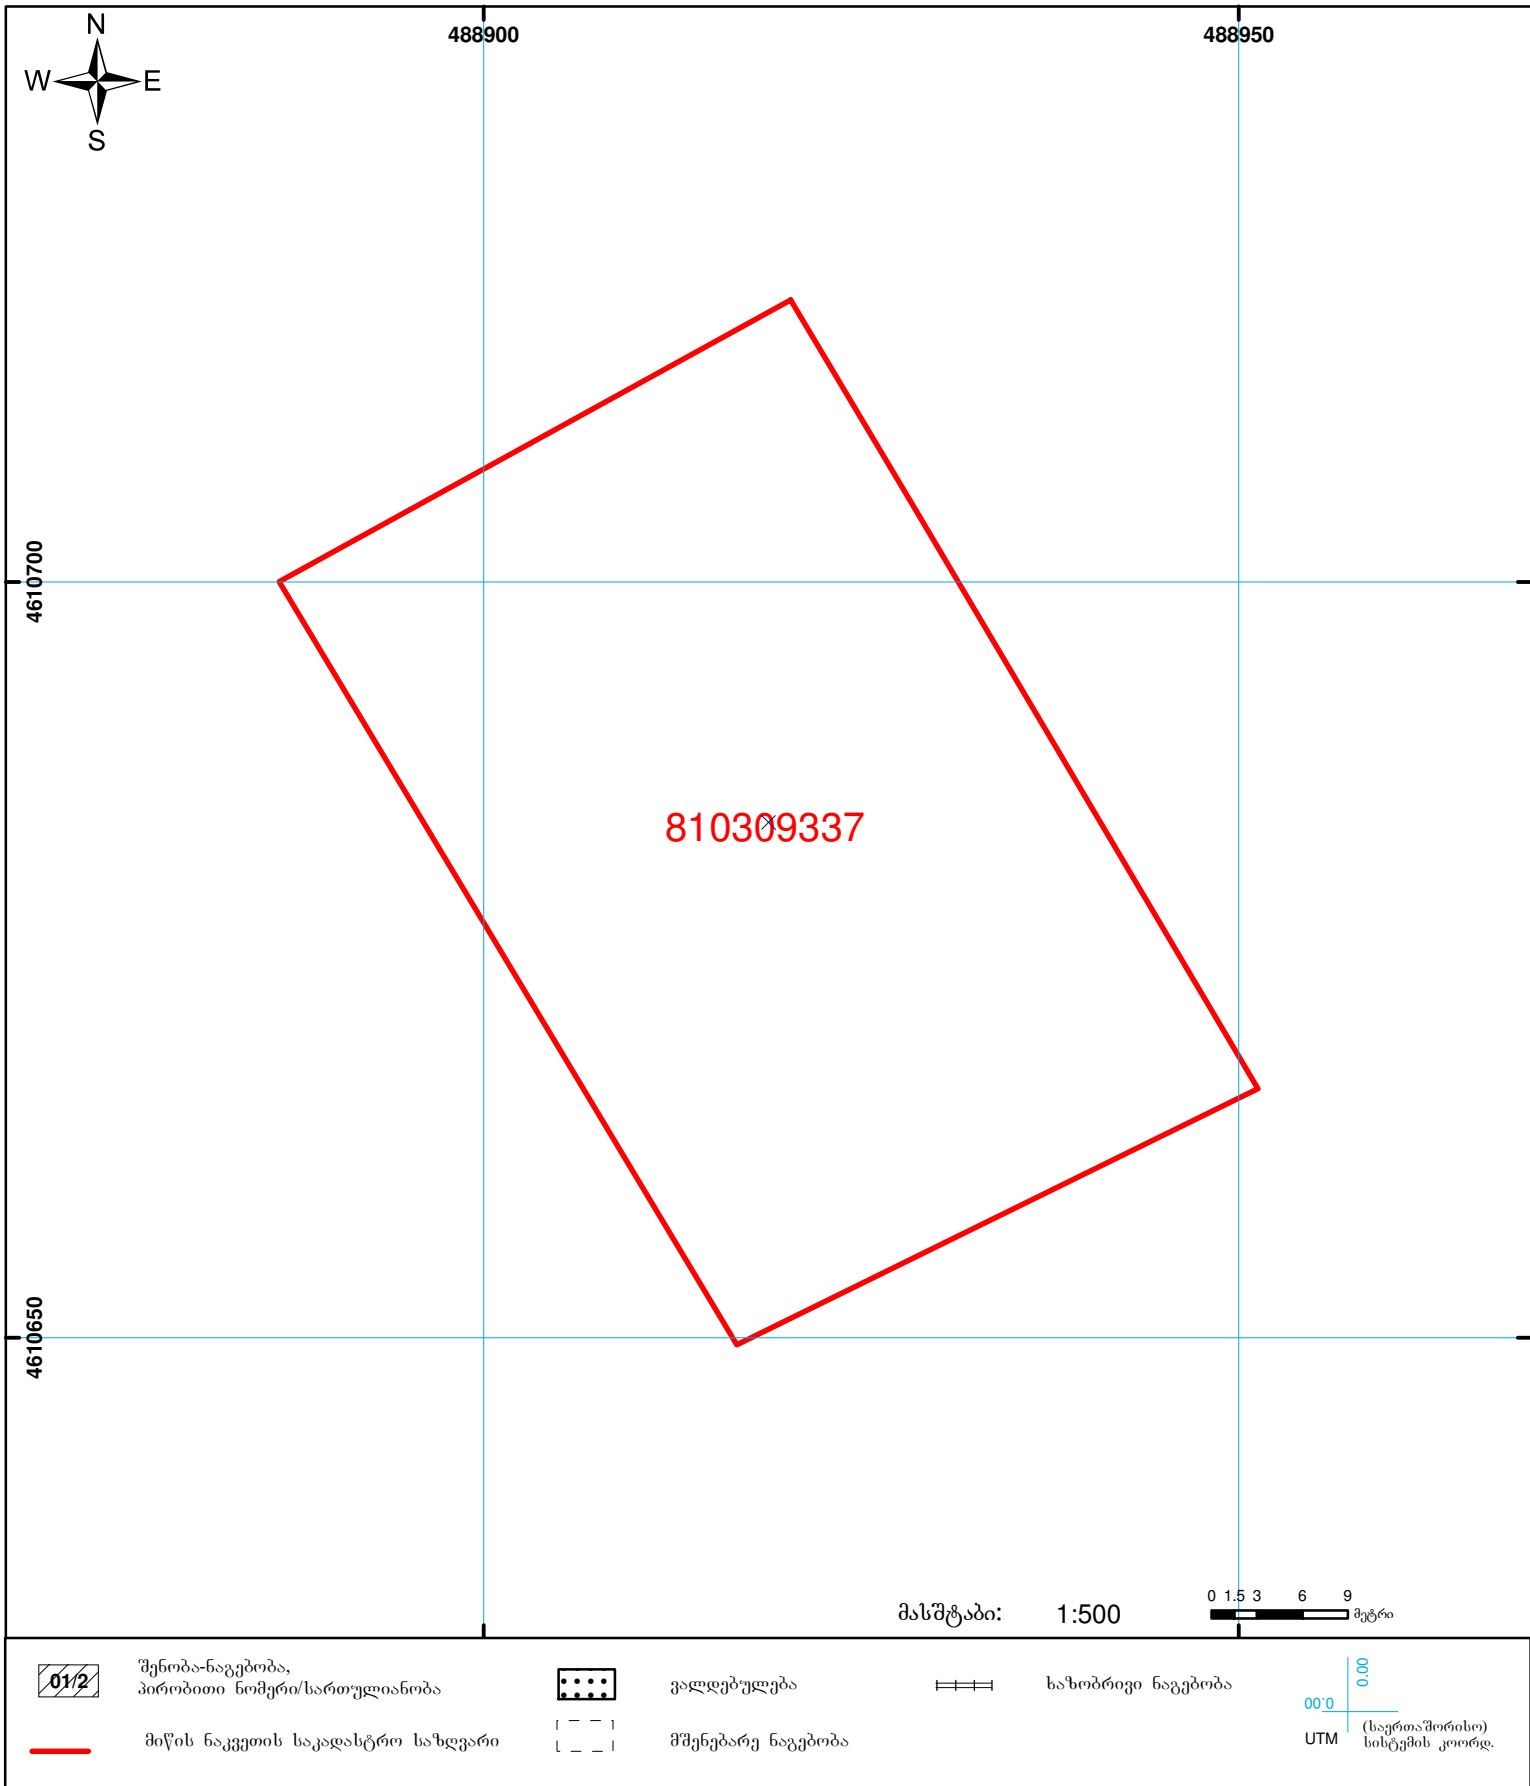 N
W E
S
488900
488950
4610700
4610650
810309337
მასშტაბი: 1:500
0 1.5 3 6 9
მეტრი
01/2
შენობა-ნაგებობა,
პირობითი ნომერი/სართულიანობა
ვალდებულება
ხაზობრივი ნაგებობა
მიწის ნაკვეთის საკადასტრო საზღვარი
მშენებარე ნაგებობა
00.0
00.0
UTM
(საერთაშორისო)
სისტემის კოორდ.